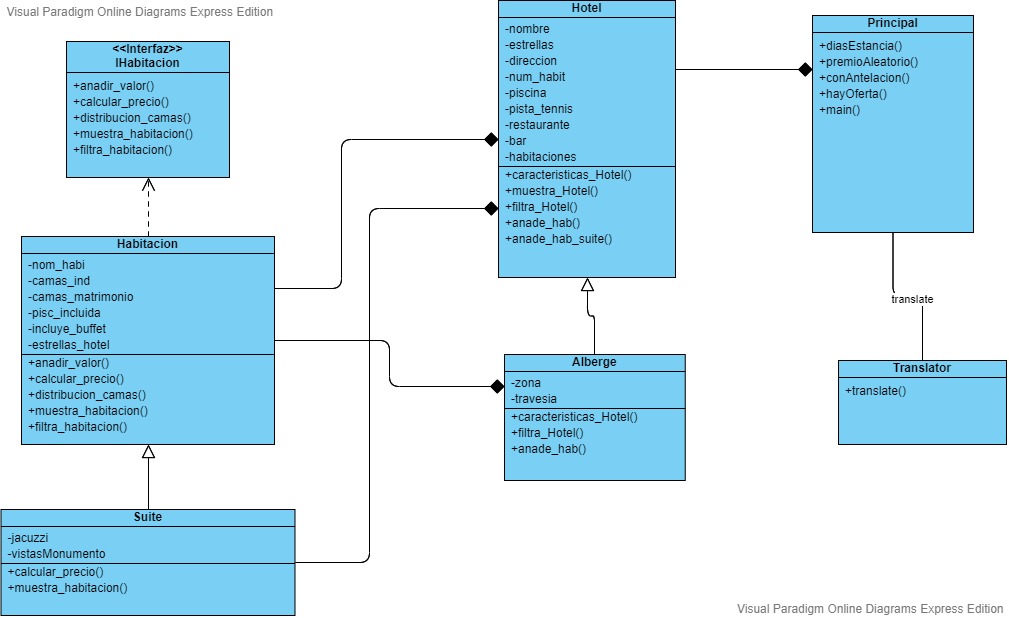 Visual Paradigm Online Diagrams Express Edition
<<Interfaz>>
IHabitacion
+anadir_valor()
+calcular_precio()
+distribucion_camas()
+muestra_habitacion()
+filtra_habitacion()
Hotel
-nombre
-estrellas
-direccion
-num_habit
-piscina
-pista_tennis
-restaurante
-bar
-habitaciones
+caracteristicas_Hotel()
+muestra_Hotel()
+filtra_Hotel()
+anade_hab()
+anade_hab_suite()
Principal
+diasEstancia()
+premioAleatorio()
+conAntelacion()
+hayOferta()
+main()
Habitacion
-nom_habi
-camas_ind
-camas_matrimonio
-pisc_incluida
-incluye_buffet
-estrellas_hotel
+anadir_valor()
+calcular_precio()
+distribucion_camas()
+muestra_habitacion()
+filtra_habitacion()
translate
Alberge
-zona
-travesia
+caracteristicas_Hotel()
+filtra_Hotel()
+anade_hab()
Translator
+translate()
Suite
-jacuzzi
-vistasMonumento
+calcular_precio()
+muestra_habitacion()
Visual Paradigm Online Diagrams Express Edition